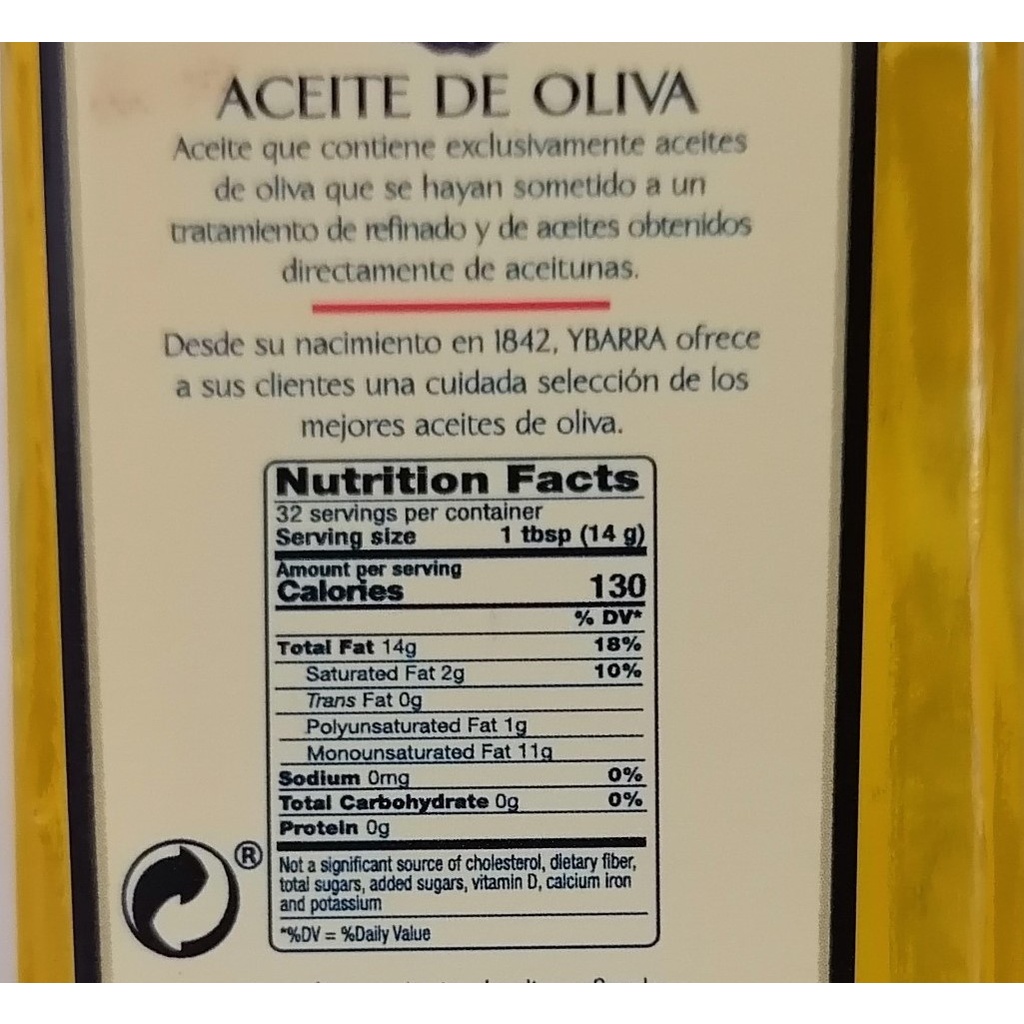 ACEITE DE OLIVA
Aceite que contiene exclusivamente aceites
de oliva que se hayan sometido a un
tratamiento de refinado y de aceites obtenidos
directamente de aceitunas.
Desde su nacimiento en 1842, YBARRA ofrece
a sus clientes una cuidada selección de los
mejores aceites de oliva.
Nutrition Facts
32 servings per container
Serving size 1 tbsp (14 g)
Amount per serving
Calories 130
% DV*
Total Fat 14g 18%
Saturated Fat 2g 10%
Trans Fat 0g
Polyunsaturated Fat 1g
Monounsaturated Fat 11g
Sodium 0mg 0%
Total Carbohydrate 0g 0%
Protein 0g
Not a significant source of cholesterol, dietary fiber,
total sugars, added sugars, vitamin D, calcium iron
and potassium
*%DV = %Daily Value
®